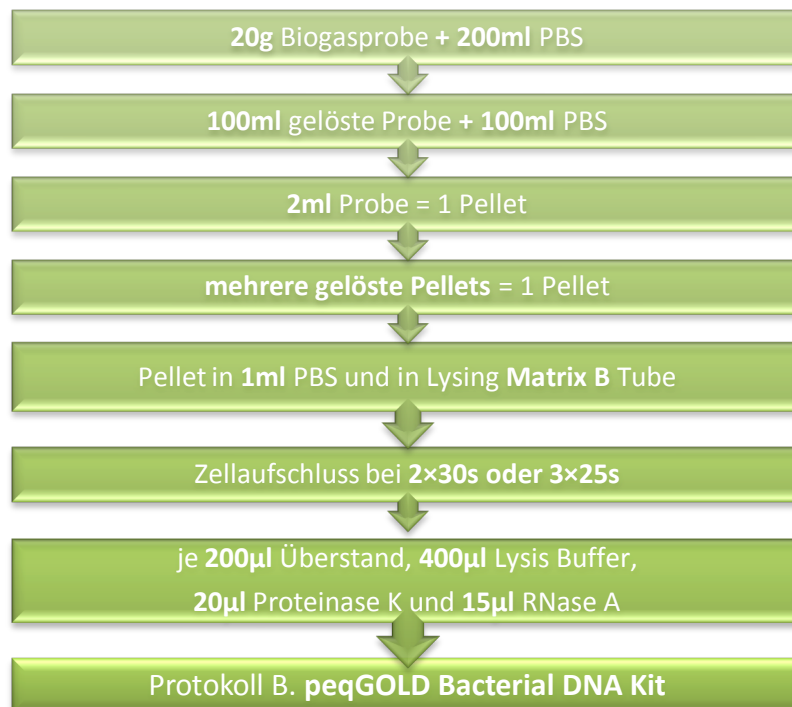 20g Biogasprobe + 200ml PBS
100ml gelöste Probe + 100ml PBS
2ml Probe = 1 Pellet
mehrere gelöste Pellets = 1 Pellet
Pellet in 1ml PBS und in Lysing Matrix B Tube
Zellaufschluss bei 2×30s oder 3×25s
je 200µl Überstand, 400µl Lysis Buffer,
20µl Proteinase K und 15µl RNase A
Protokoll B. peqGOLD Bacterial DNA Kit